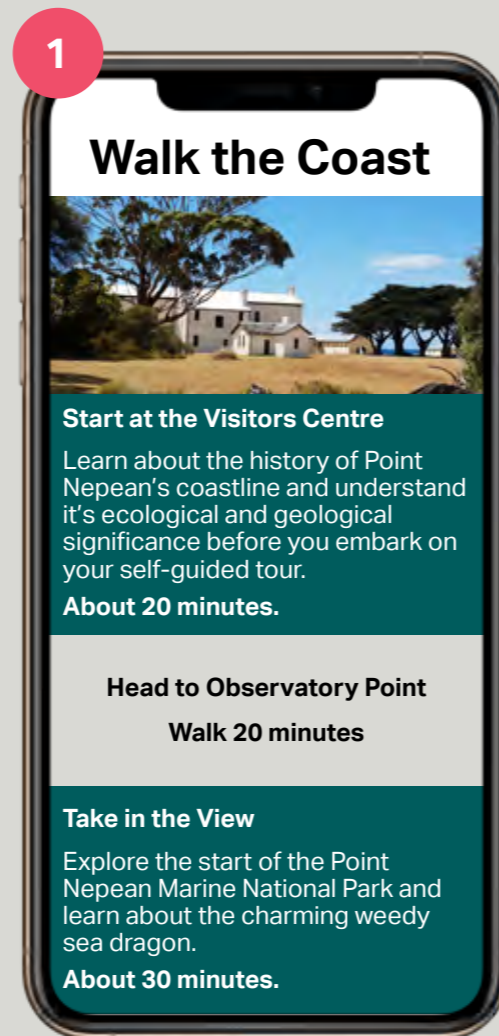 1
Walk the Coast
Start at the Visitors Centre
Learn about the history of Point
Nepean’s coastline and understand
it’s ecological and geological
significance before you embark on
your self-guided tour.
About 20 minutes.
Head to Observatory Point
Walk 20 minutes
Take in the View
Explore the start of the Point
Nepean Marine National Park and
learn about the charming weedy
sea dragon.
About 30 minutes.